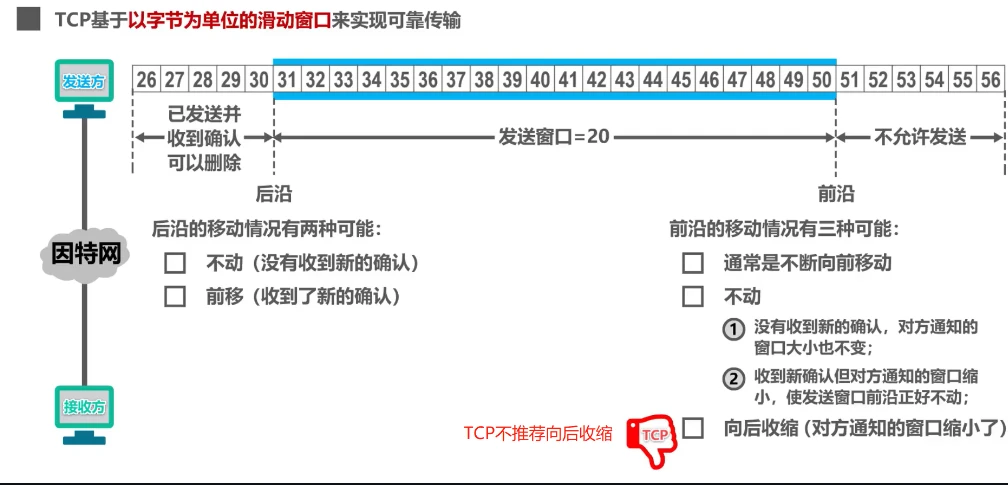 TCP基于以字节为单位的滑动窗口来实现可靠传输
发送方
26 27 28 29 30 31 32 33 34 35 36 37 38 39 40 41 42 43 44 45 46 47 48 49 50 51 52 53 54 55 56
已发送并
收到确认
可以删除
发送窗口=20
不允许发送
后沿
前沿
因特网
后沿的移动情况有两种可能：
不动（没有收到新的确认）
前移（收到了新的确认）
前沿的移动情况有三种可能：
通常是不断向前移动
不动
1 没有收到新的确认，对方通知的
窗口大小也不变；
2 收到新确认但对方通知的窗口缩
小，使发送窗口前沿正好不动；
接收方
TCP不推荐向后收缩
TCP
向后收缩（对方通知的窗口缩小了）